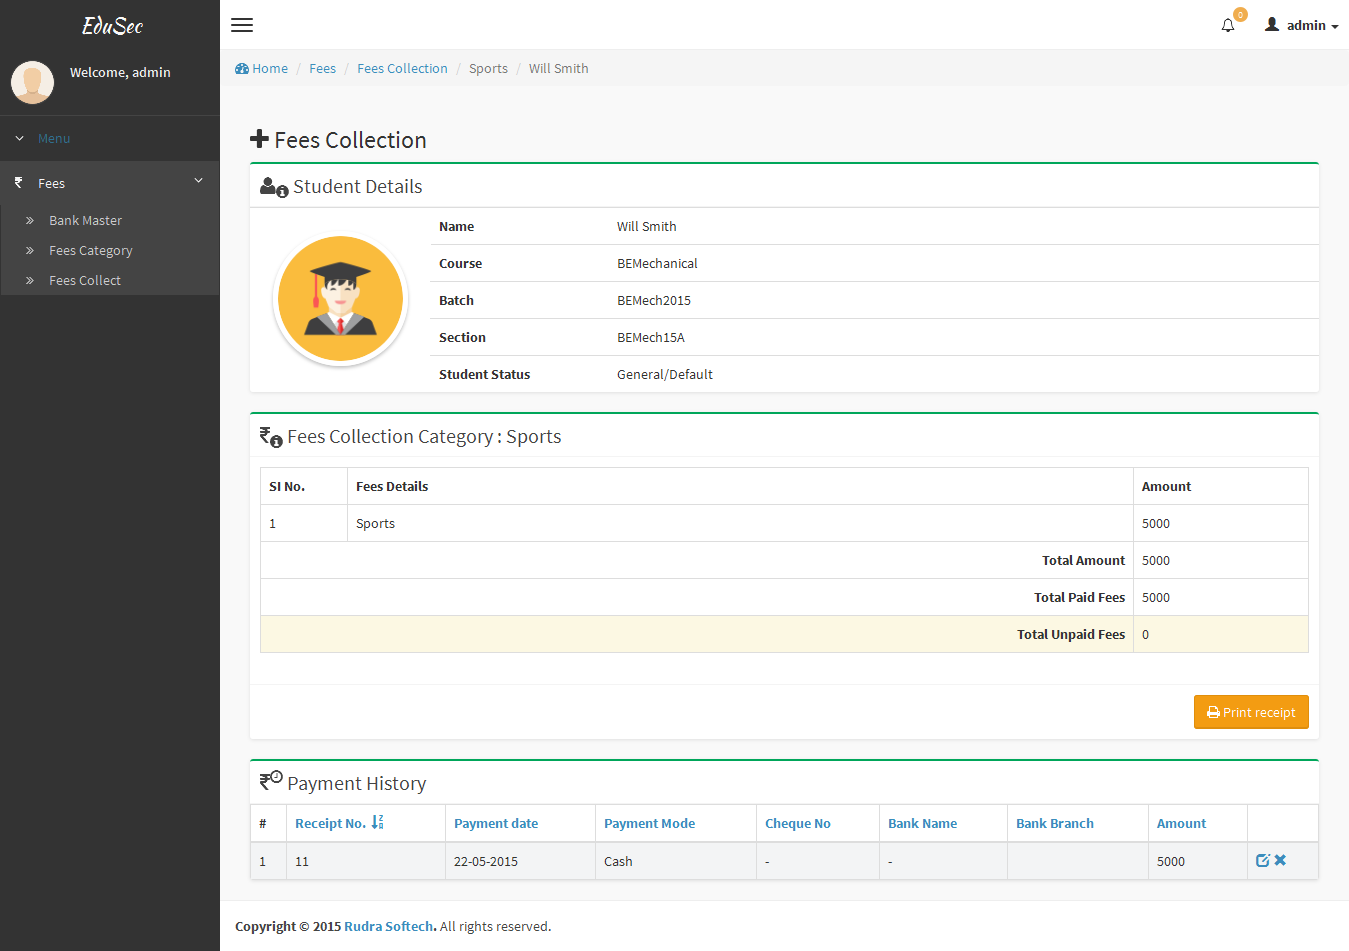 EduSec
Welcome, admin
Menu
Fees
Bank Master
Fees Category
Fees Collect
0
admin
Home / Fees / Fees Collection / Sports / Will Smith
Fees Collection
Student Details
Name Will Smith
Course BEMechanical
Batch BEMech2015
Section BEMech15A
Student Status General/Default
Fees Collection Category : Sports
SI No. Fees Details Amount
1 Sports 5000
Total Amount 5000
Total Paid Fees 5000
Total Unpaid Fees 0
Print receipt
Payment History
# Receipt No. Payment date Payment Mode Cheque No Bank Name Bank Branch Amount
1 11 22-05-2015 Cash - - 5000
Copyright © 2015 Rudra Softech. All rights reserved.